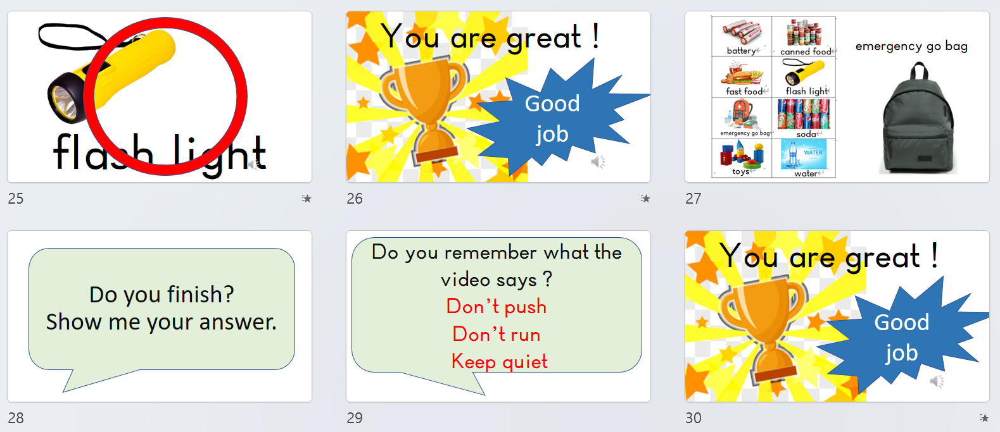 flash light
25
You are great !
Good
job
26
battery
canned food
fast food
flash light
emergency go bag
soda
toys
WATER
water
emergency go bag
27
Do you finish?
Show me your answer.
28
Do you remember what the
video says ?
Don't push
Don't run
Keep quiet
29
You are great !
Good
job
30